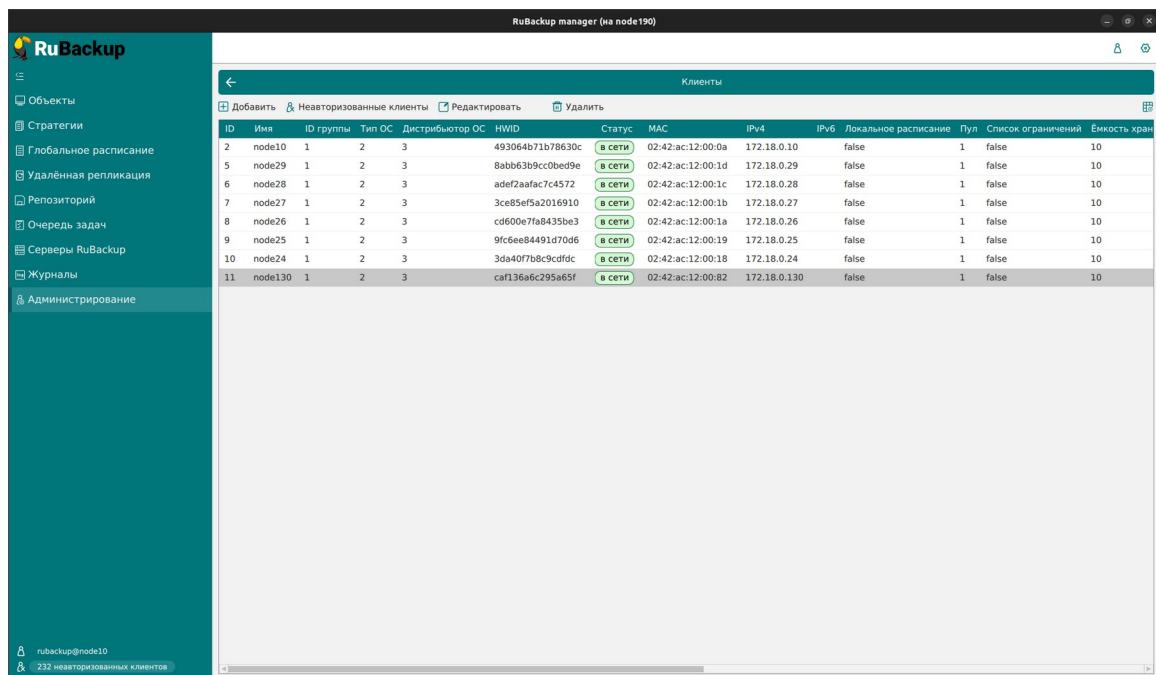 RuBackup manager (на node190)
RuBackup
Клиенты
Объекты
Стратегии
Глобальное расписание
Удалённая репликация
Репозиторий
Очередь задач
Серверы RuBackup
Журналы
Администрирование
Добавить Неавторизованные клиенты Редактировать Удалить
ID Имя ID группы Тип ОС Дистрибьютор ОС HWID Статус MAC IPv4 IPv6 Локальное расписание Пул Список ограничений Ёмкость хран
2 node10 1 2 3 493064b71b78630c в сети 02:42:ac:12:00:0a 172.18.0.10 false 1 false 10
5 node29 1 2 3 8abb63b9cc0bed9e в сети 02:42:ac:12:00:1d 172.18.0.29 false 1 false 10
6 node28 1 2 3 adef2aafac7c4572 в сети 02:42:ac:12:00:1c 172.18.0.28 false 1 false 10
7 node27 1 2 3 3ce85ef5a2016910 в сети 02:42:ac:12:00:1b 172.18.0.27 false 1 false 10
8 node26 1 2 3 cd600e7fa8435be3 в сети 02:42:ac:12:00:1a 172.18.0.26 false 1 false 10
9 node25 1 2 3 9fc6ee84491d70d6 в сети 02:42:ac:12:00:19 172.18.0.25 false 1 false 10
10 node24 1 2 3 3da40f7b8c9cdfdc в сети 02:42:ac:12:00:18 172.18.0.24 false 1 false 10
11 node130 1 2 3 caf136a6c295a65f в сети 02:42:ac:12:00:82 172.18.0.130 false 1 false 10
rubackup@node10
232 неавторизованных клиентов